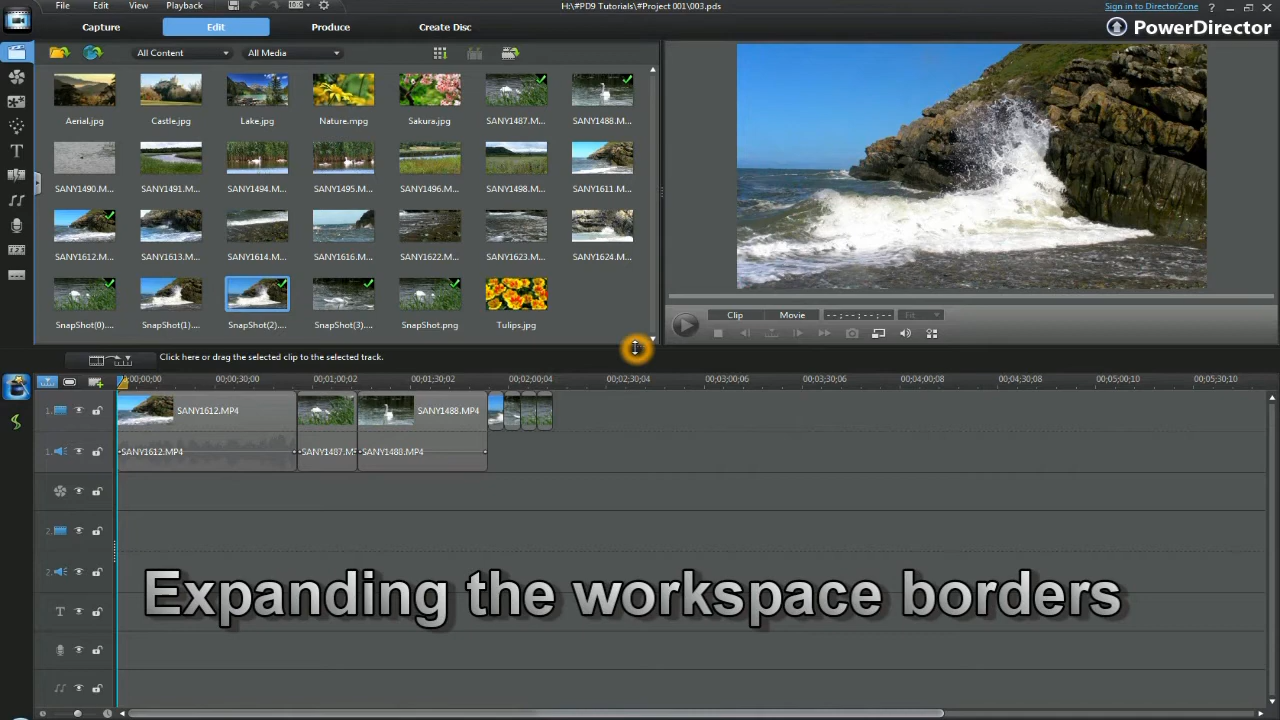 File Edit View Playback
H:\#PD9 Tutorials\#Project 001\003.pds
Sign in to DirectorZone ?
Capture Edit Produce Create Disc
PowerDirector
All Content All Media
Aerial.jpg Castle.jpg Lake.jpg Nature.mpg Sakura.jpg SANY1487.M... SANY1488.M...
SANY1490.M... SANY1491.M... SANY1494.M... SANY1495.M... SANY1496.M... SANY1498.M... SANY1611.M...
SANY1612.M... SANY1613.M... SANY1614.M... SANY1616.M... SANY1622.M... SANY1623.M... SANY1624.M...
SnapShot(0).... SnapShot(1).... SnapShot(2).... SnapShot(3).... SnapShot.png Tulips.jpg
Clip Movie --:--:--:-- Fit
Click here or drag the selected clip to the selected track.
00;00;00 00;00;30;00 00;01;00;02 00;01;30;02 00;02;00;04 00;02;30;04 00;03;00;06 00;03;30;06 00;04;00;08 00;04;30;08 00;05;00;10 00;05;30;10
1. SANY1612.MP4 SANY1488.MP4
1. SANY1612.MP4 SANY1487.M SANY1488.MP4
2.
2.
Expanding the workspace borders
T